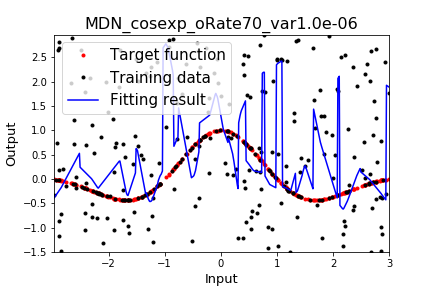 MDN_cosexp_oRate70_var1.0e-06
Target function
Training data
Fitting result
2.5
2.0
1.5
1.0
0.5
0.0
−0.5
−1.0
−1.5
Output
−2
−1
0
1
2
3
Input